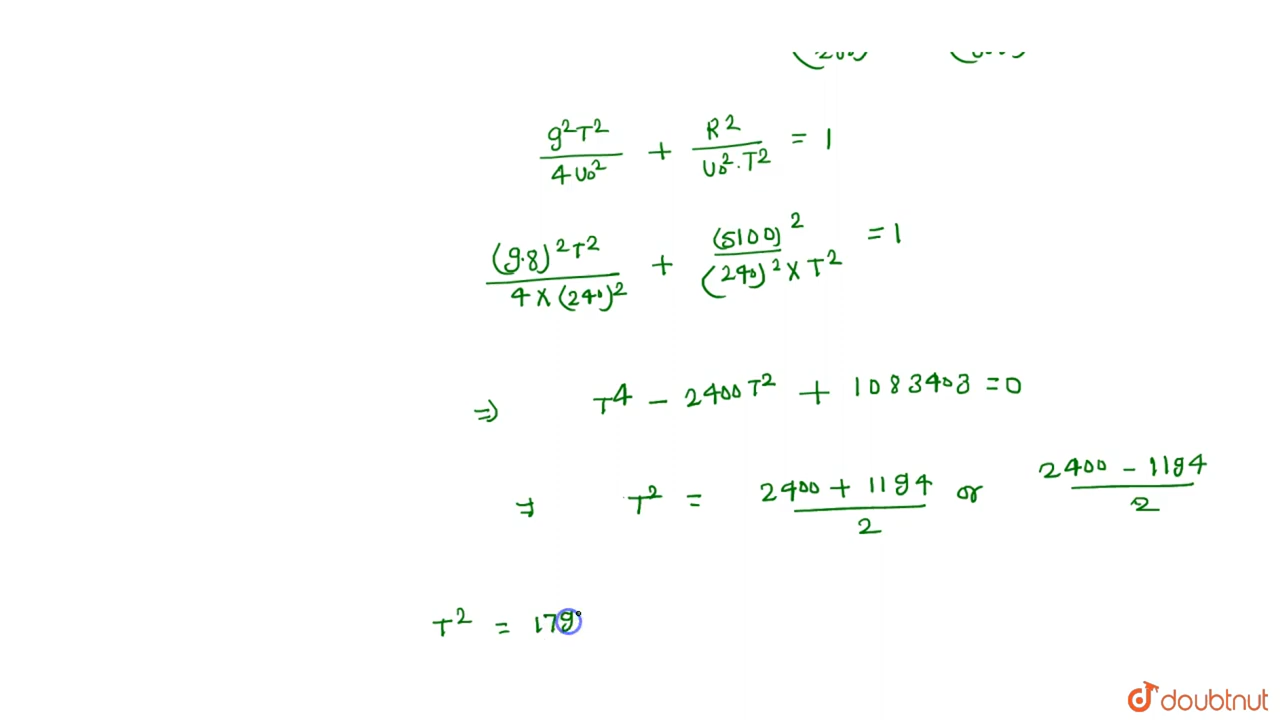 g²T²/4u₀² + R²/u₀².T² = 1
(9.8)²T²/4×(240)² + (5100)²/(240)²×T² = 1
⇒ T⁴ - 2400T² + 1083403 = 0
⇒ T² = 2400 + 1194/2 or 2400 - 1194/2
T² = 179
doubtnut